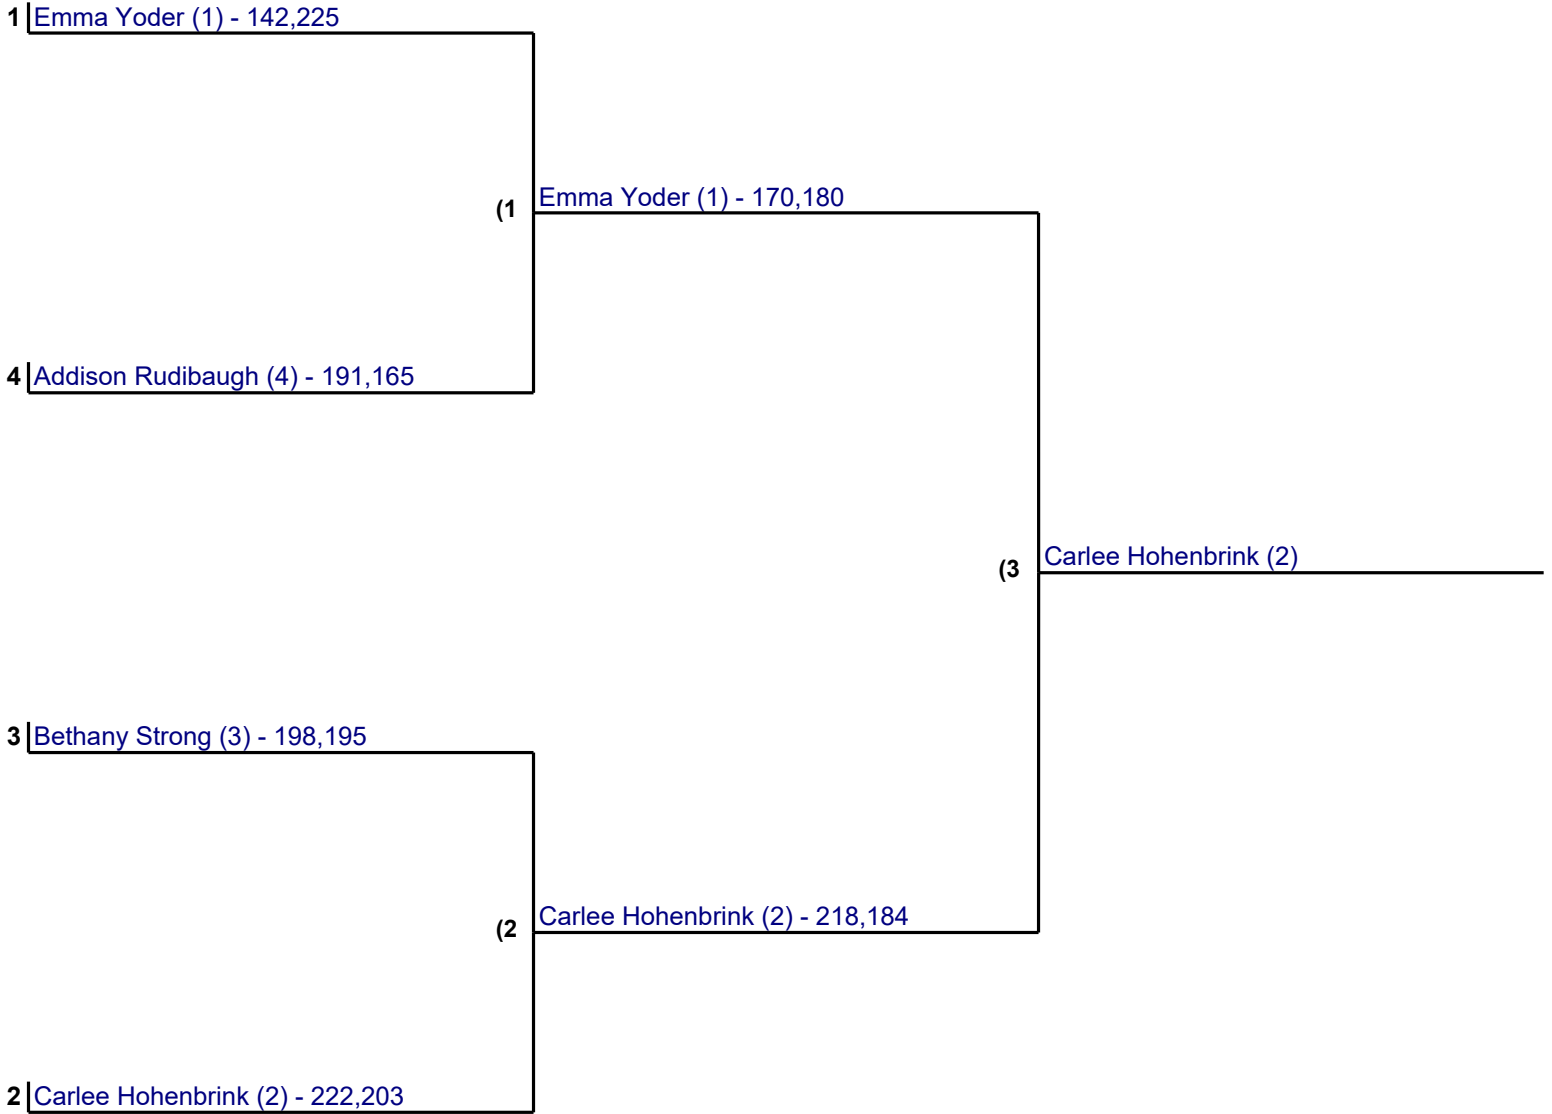 1 Emma Yoder (1) - 142,225
(1 Emma Yoder (1) - 170,180
4 Addison Rudibaugh (4) - 191,165
(3 Carlee Hohenbrink (2)
3 Bethany Strong (3) - 198,195
(2 Carlee Hohenbrink (2) - 218,184
2 Carlee Hohenbrink (2) - 222,203